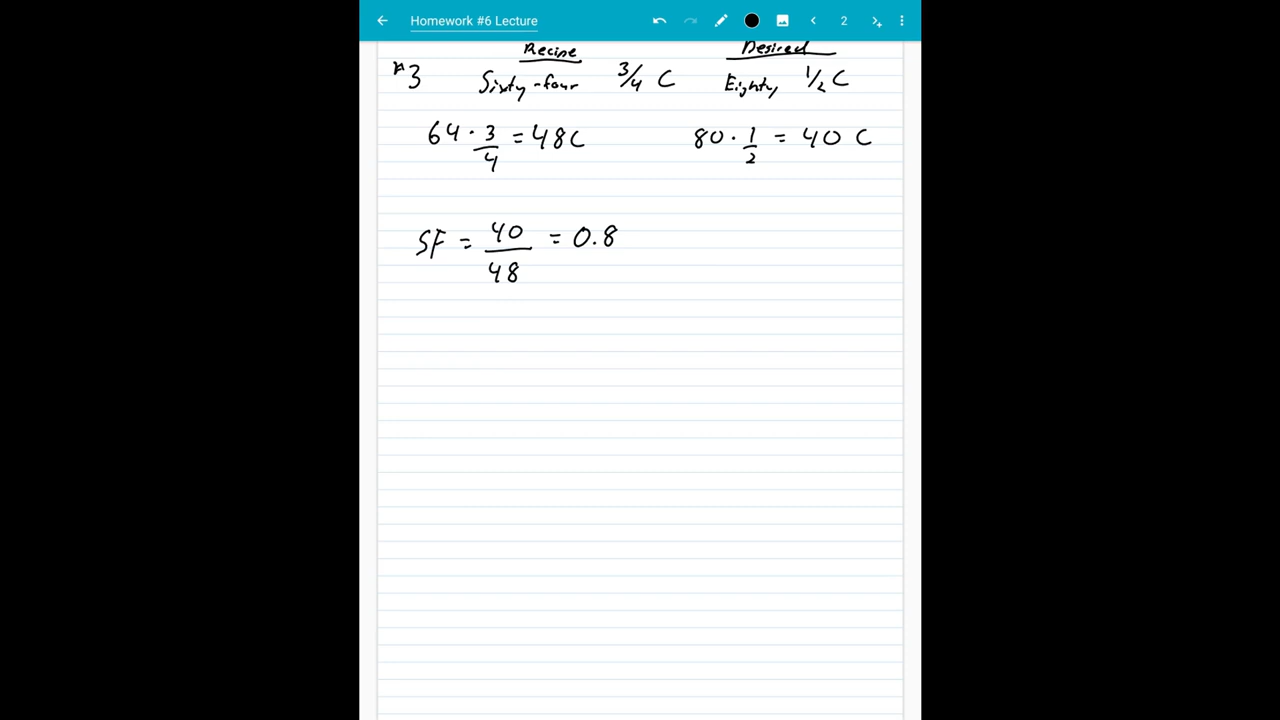 Homework #6 Lecture 2
Recipe Desired
#3 Sixty-four 3/4 C Eighty 1/2 C
64 · 3/4 = 48C 80 · 1/2 = 40 C
SF = 40/48 = 0.8